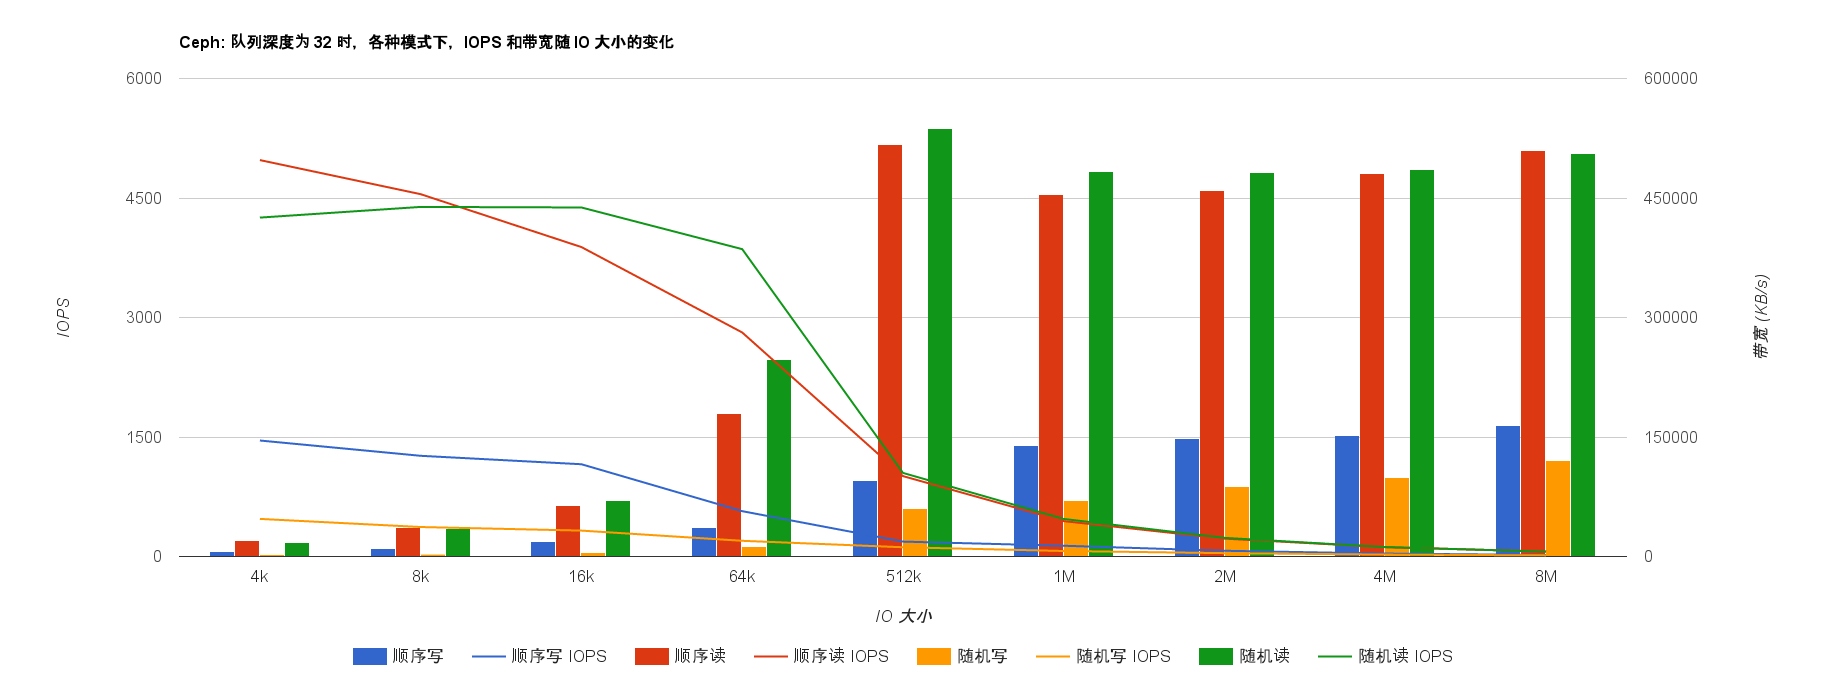 Ceph: 队列深度为 32 时，各种模式下，IOPS 和带宽随 IO 大小的变化
6000
600000
4500
450000
3000
300000
1500
150000
0
0
IOPS
带宽 (KB/s)
4k 8k 16k 64k 512k 1M 2M 4M 8M
IO 大小
顺序写 顺序写 IOPS 顺序读 顺序读 IOPS 随机写 随机写 IOPS 随机读 随机读 IOPS